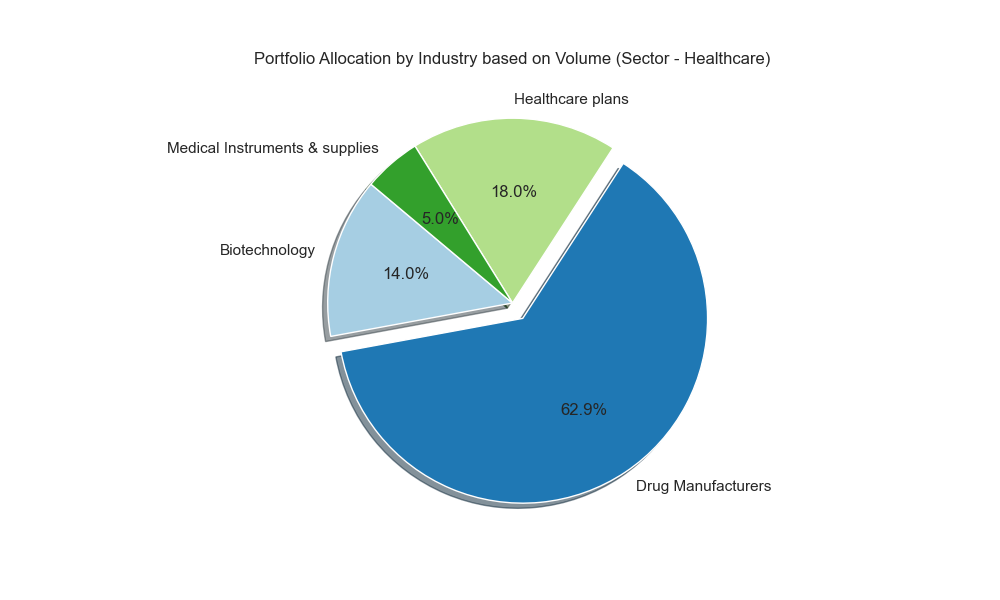 Portfolio Allocation by Industry based on Volume (Sector - Healthcare)
Healthcare plans
Medical Instruments & supplies
18.0%
5.0%
Biotechnology
14.0%
62.9%
Drug Manufacturers